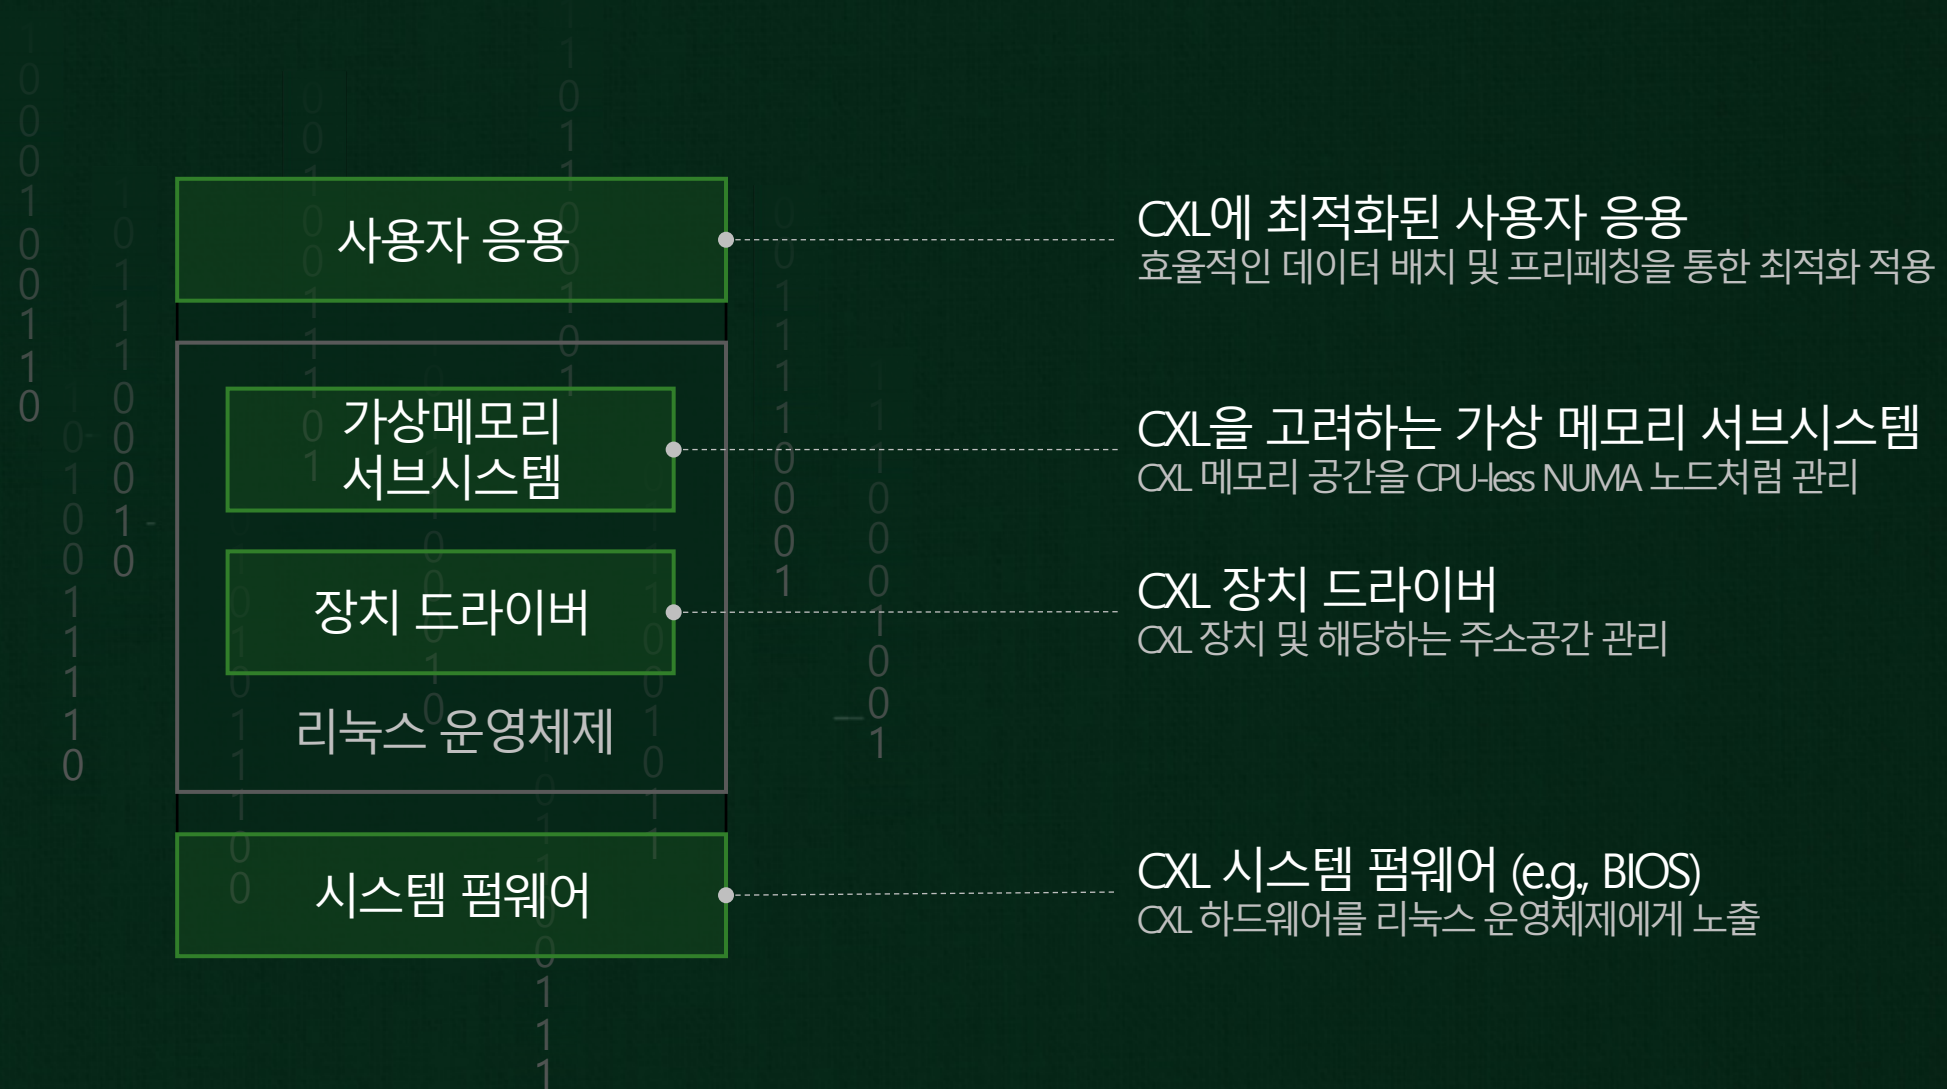 사용자 응용
CXL에 최적화된 사용자 응용
효율적인 데이터 배치 및 프리페칭을 통한 최적화 적용
가상메모리
서브시스템
CXL을 고려하는 가상 메모리 서브시스템
CXL 메모리 공간을 CPU-less NUMA 노드처럼 관리
장치 드라이버
CXL 장치 드라이버
CXL 장치 및 해당하는 주소공간 관리
리눅스 운영체제
시스템 펌웨어
CXL 시스템 펌웨어 (e.g., BIOS)
CXL 하드웨어를 리눅스 운영체제에게 노출